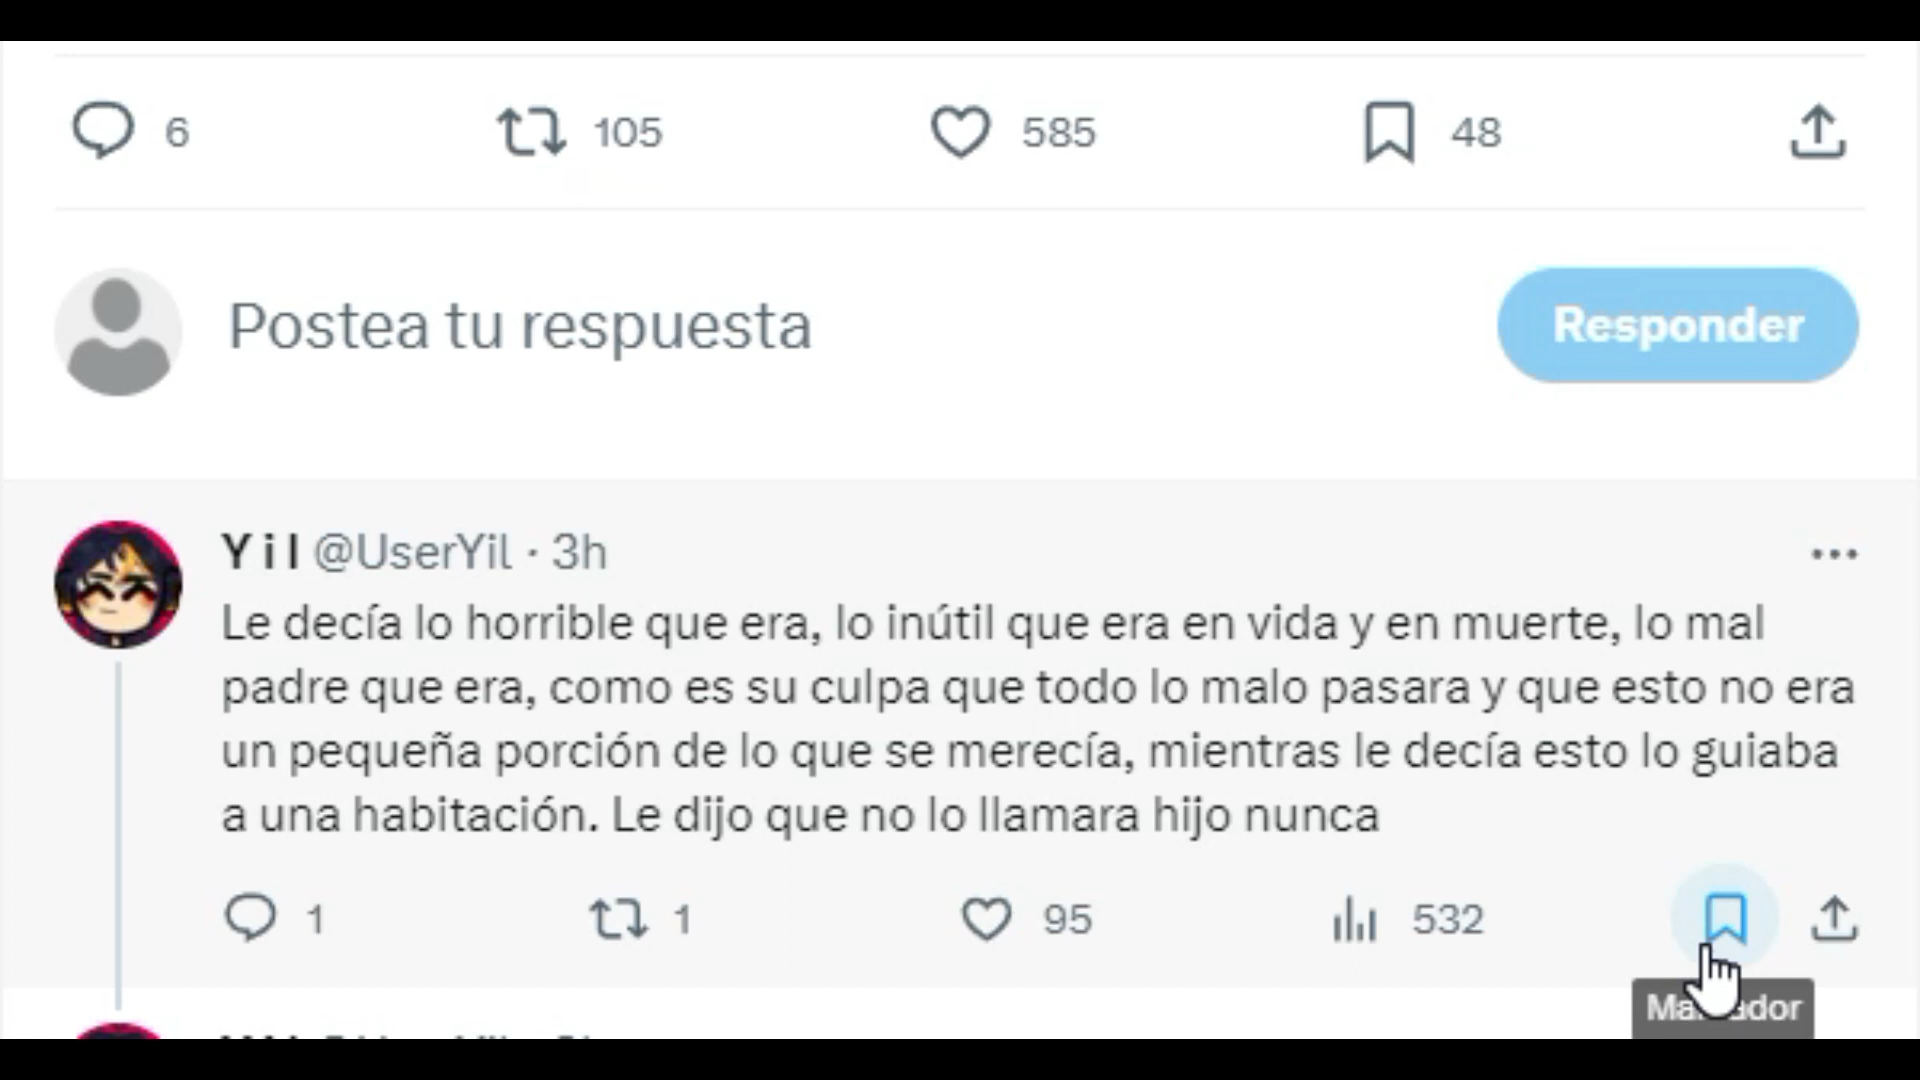 6 105 585 48
Postea tu respuesta
Responder
Yil @UserYil · 3h
Le decía lo horrible que era, lo inútil que era en vida y en muerte, lo mal
padre que era, como es su culpa que todo lo malo pasara y que esto no era
un pequeña porción de lo que se merecía, mientras le decía esto lo guiaba
a una habitación. Le dijo que no lo llamara hijo nunca
1 1 95 532